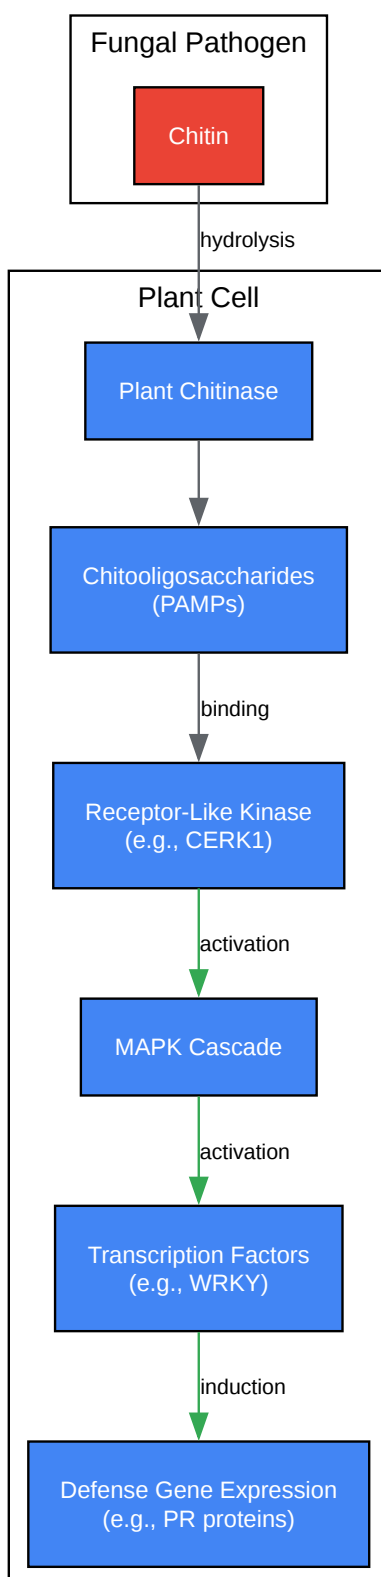 Fungal Pathogen
Chitin
hydrolysis
Plant Cell
Plant Chitinase
Chitooligosaccharides
(PAMPs)
binding
Receptor-Like Kinase
(e.g., CERK1)
activation
MAPK Cascade
activation
Transcription Factors
(e.g., WRKY)
induction
Defense Gene Expression
(e.g., PR proteins)